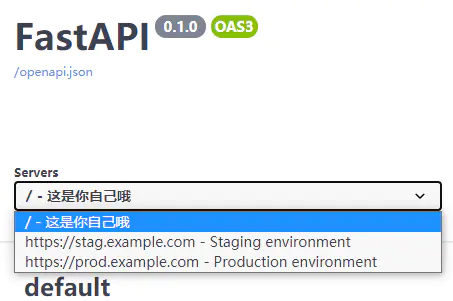 FastAPI 0.1.0 OAS3
/openapi.json
Servers
/ - 这是你自己哦
/ - 这是你自己哦
https://stag.example.com - Staging environment
https://prod.example.com - Production environment
default